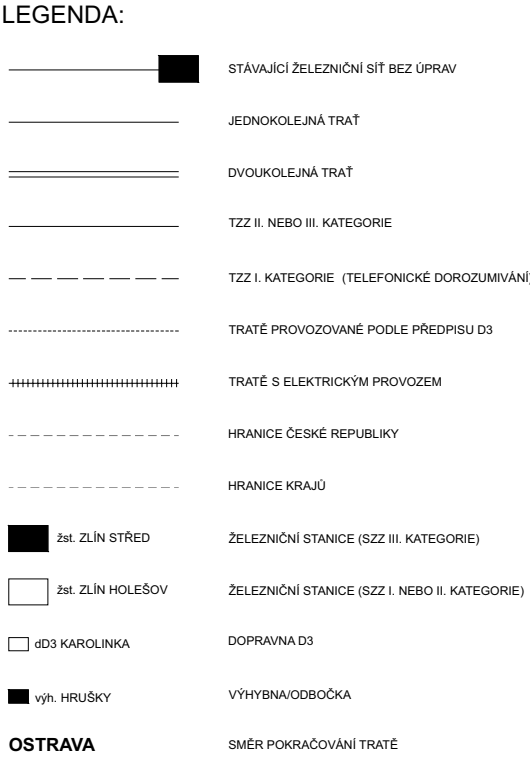 LEGENDA:
STÁVAJÍCÍ ŽELEZNIČNÍ SÍŤ BEZ ÚPRAV
JEDNOKOLEJNÁ TRAŤ
DVOUKOLEJNÁ TRAŤ
TZZ II. NEBO III. KATEGORIE
TZZ I. KATEGORIE (TELEFONICKÉ DOROZUMIVÁNÍ)
TRATĚ PROVOZOVANÉ PODLE PŘEDPISU D3
TRATĚ S ELEKTRICKÝM PROVOZEM
HRANICE ČESKÉ REPUBLIKY
HRANICE KRAJŮ
žst. ZLÍN STŘED ŽELEZNIČNÍ STANICE (SZZ III. KATEGORIE)
žst. ZLÍN HOLEŠOV ŽELEZNIČNÍ STANICE (SZZ I. NEBO II. KATEGORIE)
dD3 KAROLINKA DOPRAVNA D3
výh. HRUŠKY VÝHYBNA/ODBOČKA
OSTRAVA SMĚR POKRAČOVÁNÍ TRATĚ